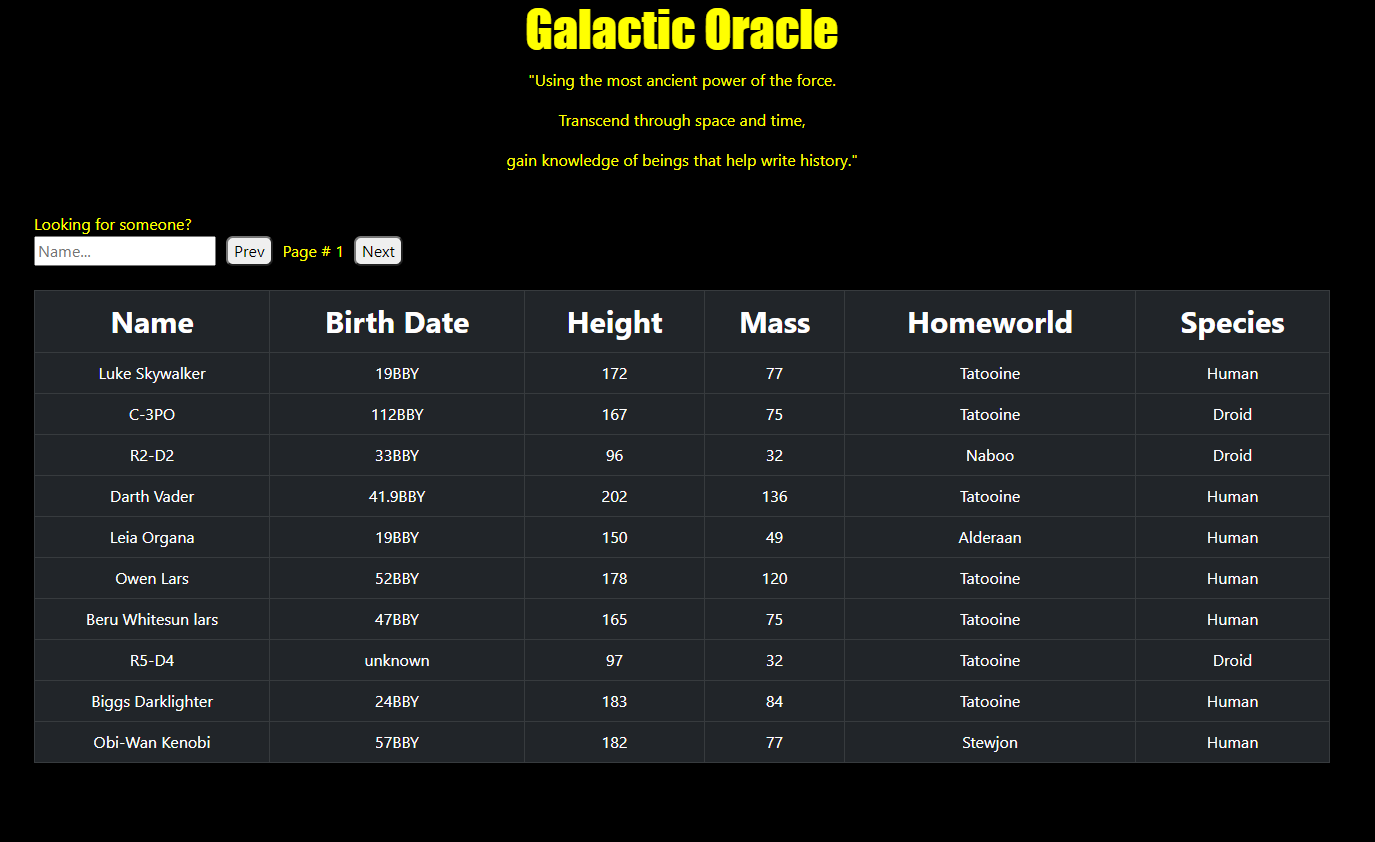 Galactic Oracle
"Using the most ancient power of the force.
Transcend through space and time,
gain knowledge of beings that help write history."
Looking for someone?
Name... Prev Page # 1 Next
Name Birth Date Height Mass Homeworld Species
Luke Skywalker 19BBY 172 77 Tatooine Human
C-3PO 112BBY 167 75 Tatooine Droid
R2-D2 33BBY 96 32 Naboo Droid
Darth Vader 41.9BBY 202 136 Tatooine Human
Leia Organa 19BBY 150 49 Alderaan Human
Owen Lars 52BBY 178 120 Tatooine Human
Beru Whitesun lars 47BBY 165 75 Tatooine Human
R5-D4 unknown 97 32 Tatooine Droid
Biggs Darklighter 24BBY 183 84 Tatooine Human
Obi-Wan Kenobi 57BBY 182 77 Stewjon Human